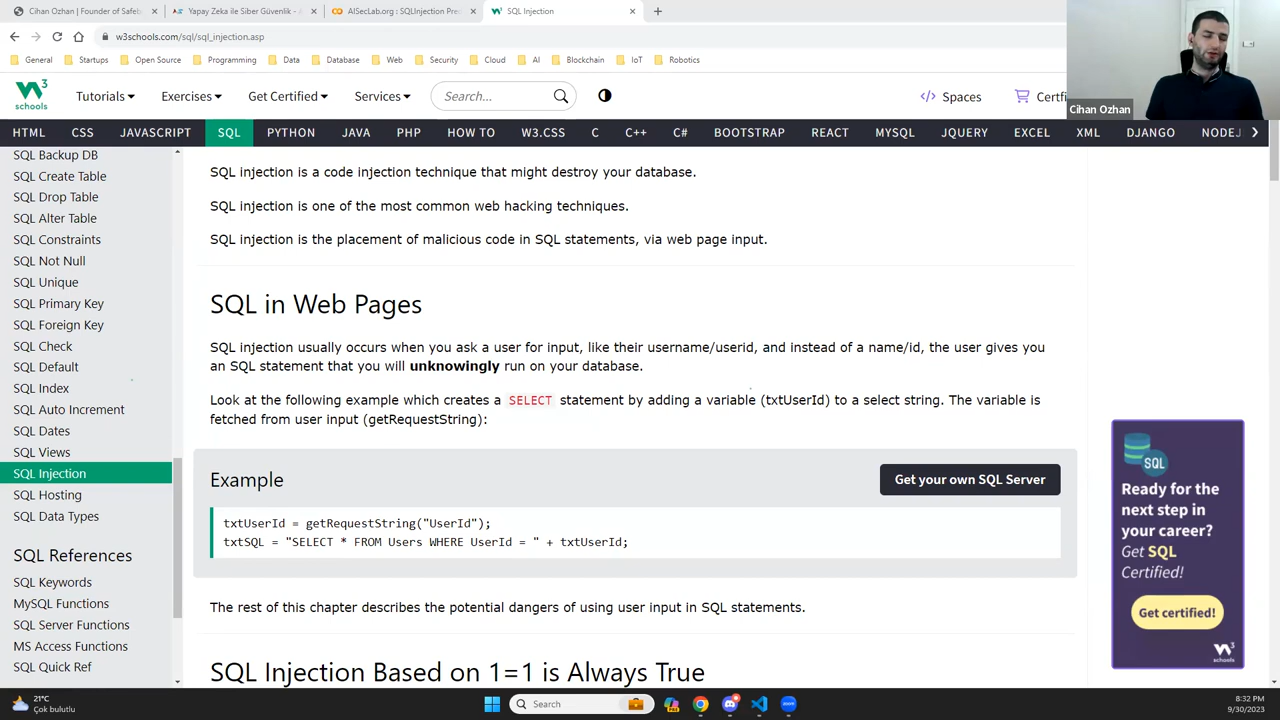 Cihan Ozhan | Founder of Safeb
Yapay Zeka ile Siber Güvenlik -
AISecLab.org : SQLInjection Pre
SQL Injection
w3schools.com/sql/sql_injection.asp
General
Startups
Open Source
Programming
Data
Database
Web
Security
Cloud
AI
Blockchain
IoT
Robotics
W3 schools
Tutorials
Exercises
Get Certified
Services
Search...
Spaces
Certifi
Cihan Ozhan
HTML CSS JAVASCRIPT SQL PYTHON JAVA PHP HOW TO W3.CSS C C++ C# BOOTSTRAP REACT MYSQL JQUERY EXCEL XML DJANGO NODEJ
SQL Backup DB
SQL Create Table
SQL Drop Table
SQL Alter Table
SQL Constraints
SQL Not Null
SQL Unique
SQL Primary Key
SQL Foreign Key
SQL Check
SQL Default
SQL Index
SQL Auto Increment
SQL Dates
SQL Views
SQL Injection
SQL Hosting
SQL Data Types
SQL References
SQL Keywords
MySQL Functions
SQL Server Functions
MS Access Functions
SQL Quick Ref
SQL injection is a code injection technique that might destroy your database.
SQL injection is one of the most common web hacking techniques.
SQL injection is the placement of malicious code in SQL statements, via web page input.
SQL in Web Pages
SQL injection usually occurs when you ask a user for input, like their username/userid, and instead of a name/id, the user gives you
an SQL statement that you will unknowingly run on your database.
Look at the following example which creates a SELECT statement by adding a variable (txtUserId) to a select string. The variable is
fetched from user input (getRequestString):
Example
Get your own SQL Server
txtUserId = getRequestString("UserId");
txtSQL = "SELECT * FROM Users WHERE UserId = " + txtUserId;
The rest of this chapter describes the potential dangers of using user input in SQL statements.
SQL Injection Based on 1=1 is Always True
SQL
Ready for the
next step in
your career?
Get SQL
Certified!
Get certified!
W3
schools
21°C
Çok bulutlu
Search
8:32 PM
9/30/2023